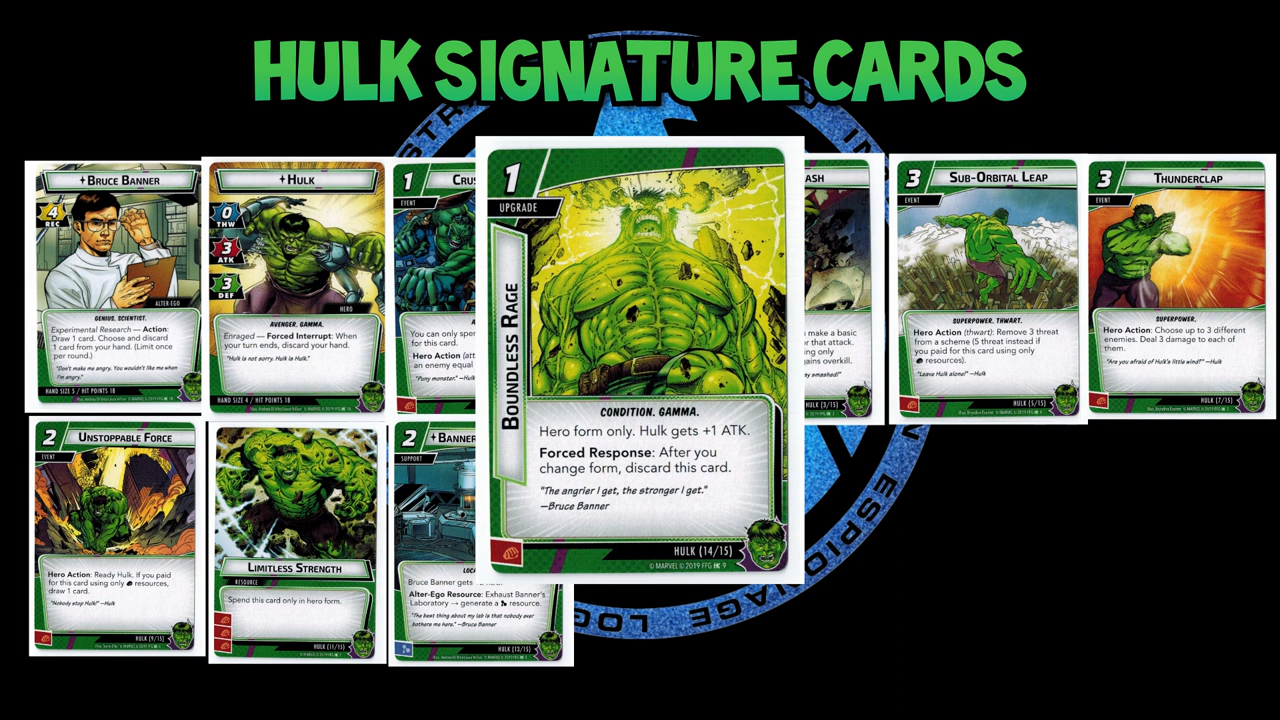 HULK SIGNATURE CARDS
BRUCE BANNER
4
REC
ALTER-EGO
GENIUS. SCIENTIST.
Experimental Research — Action:
Draw 1 card. Choose and discard
1 card from your hand. (Limit once
per round.)
"Don't make me angry. You wouldn't like me when
I'm angry."
HAND SIZE 5 / HIT POINTS 18
HULK
0
THW
3
ATK
3
DEF
HERO
AVENGER. GAMMA.
Enraged — Forced Interrupt: When
your turn ends, discard your hand.
"Hulk is not sorry. Hulk is Hulk."
HAND SIZE 4 / HIT POINTS 18
1
CRUS
EVENT
You can only spe
for this card.
Hero Action (att
an enemy equal
"Puny monster." —Hulk
1
UPGRADE
BOUNDLESS RAGE
CONDITION. GAMMA.
Hero form only. Hulk gets +1 ATK.
Forced Response: After you
change form, discard this card.
"The angrier I get, the stronger I get."
—Bruce Banner
HULK (14/15)
© MARVEL © 2019 FFG 9
ASH
make a basic
or that attack.
ing only
ains overkill.
y smashed!"
HULK (3/15)
3
SUB-ORBITAL LEAP
EVENT
SUPERPOWER. THWART.
Hero Action (thwart): Remove 3 threat
from a scheme (5 threat instead if
you paid for this card using only
resources).
"Leave Hulk alone!" —Hulk
HULK (5/15)
3
THUNDERCLAP
EVENT
SUPERPOWER.
Hero Action: Choose up to 3 different
enemies. Deal 3 damage to each of
them.
"Are you afraid of Hulk's little wind?" —Hulk
HULK (7/15)
2
UNSTOPPABLE FORCE
EVENT
Hero Action: Ready Hulk. If you paid
for this card using only resources,
draw 1 card.
"Nobody stop Hulk!" —Hulk
HULK (9/15)
LIMITLESS STRENGTH
RESOURCE
Spend this card only in hero form.
HULK (11/15)
2
BANNER
SUPPORT
LOCA
Bruce Banner gets
Alter-Ego Resource: Exhaust Banner's
Laboratory → generate a resource.
"The best thing about my lab is that nobody ever
bothers me here." —Bruce Banner
HULK (13/15)
ESPIONAGE
LOG